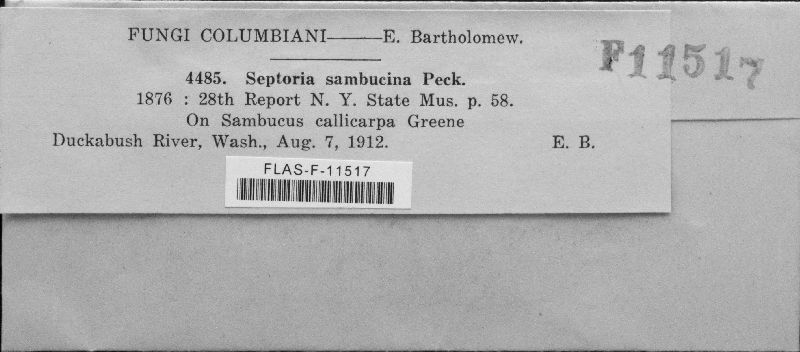 FUNGI COLUMBIANI——E. Bartholomew.
F11517
4485. Septoria sambucina Peck.
1876 : 28th Report N. Y. State Mus. p. 58.
On Sambucus callicarpa Greene
Duckabush River, Wash., Aug. 7, 1912. E. B.
FLAS-F-11517